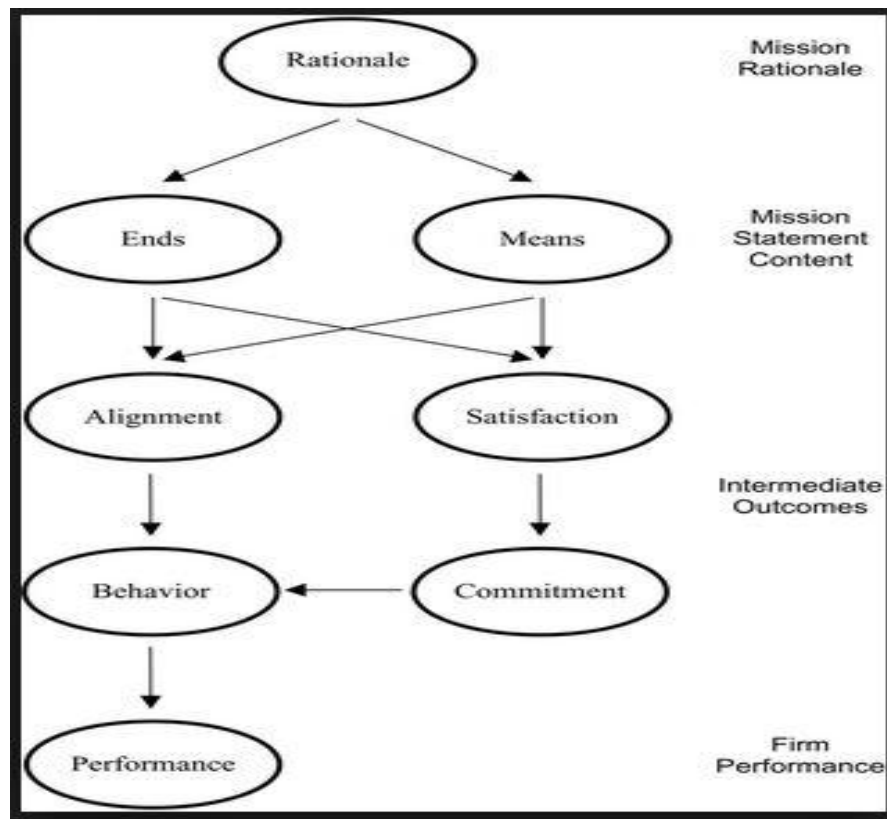 Rationale
Mission
Rationale
Ends
Means
Mission
Statement
Content
Alignment
Satisfaction
Intermediate
Outcomes
Behavior
Commitment
Performance
Firm
Performance